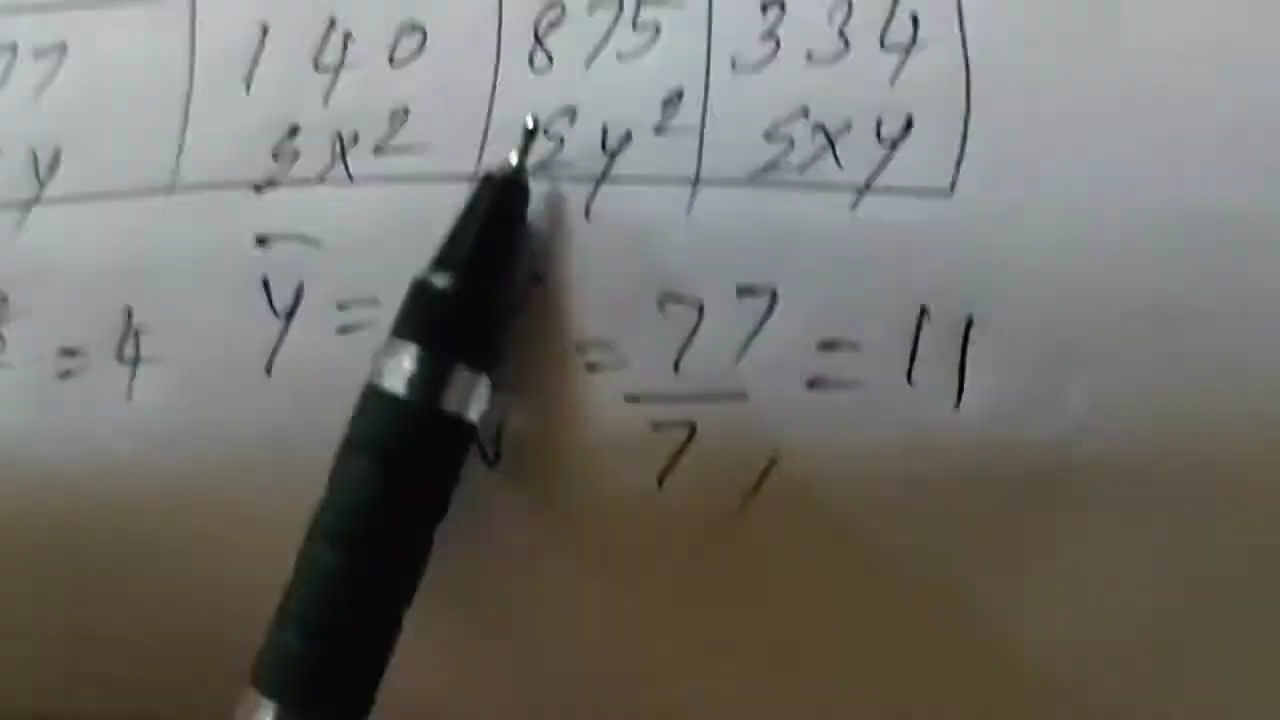 77 140 875 334
y Σx² Σy² Σxy
= 4 ȳ = = 77/7 = 11